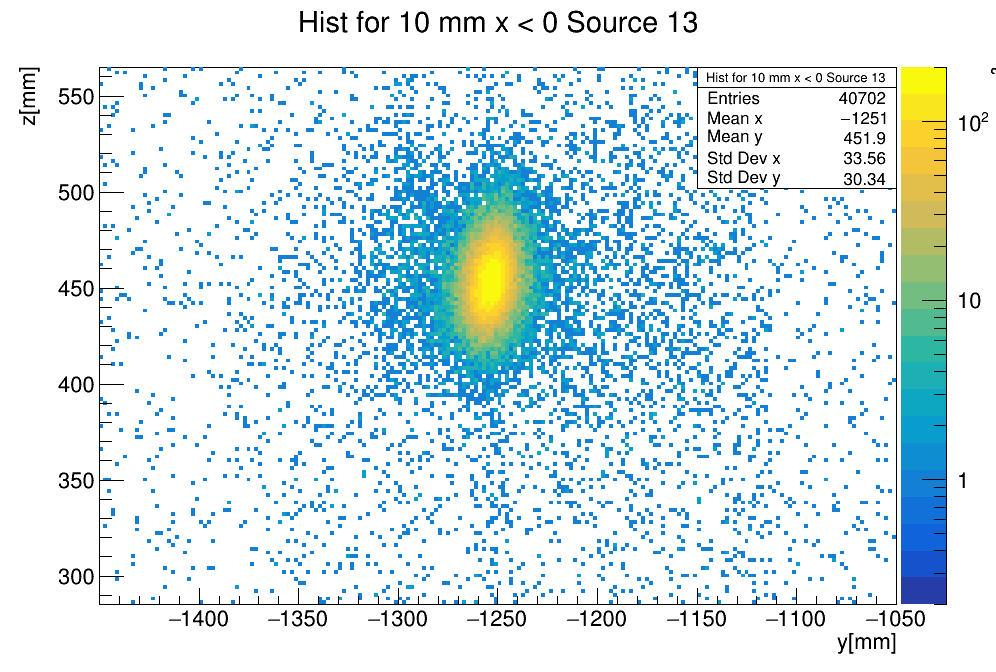 Hist for 10 mm x < 0 Source 13
z[mm]
Hist for 10 mm x < 0 Source 13
Entries 40702
Mean x −1251
Mean y 451.9
Std Dev x 33.56
Std Dev y 30.34
550
500
450
400
350
300
−1400 −1350 −1300 −1250 −1200 −1150 −1100 −1050
y[mm]
10²
10
1